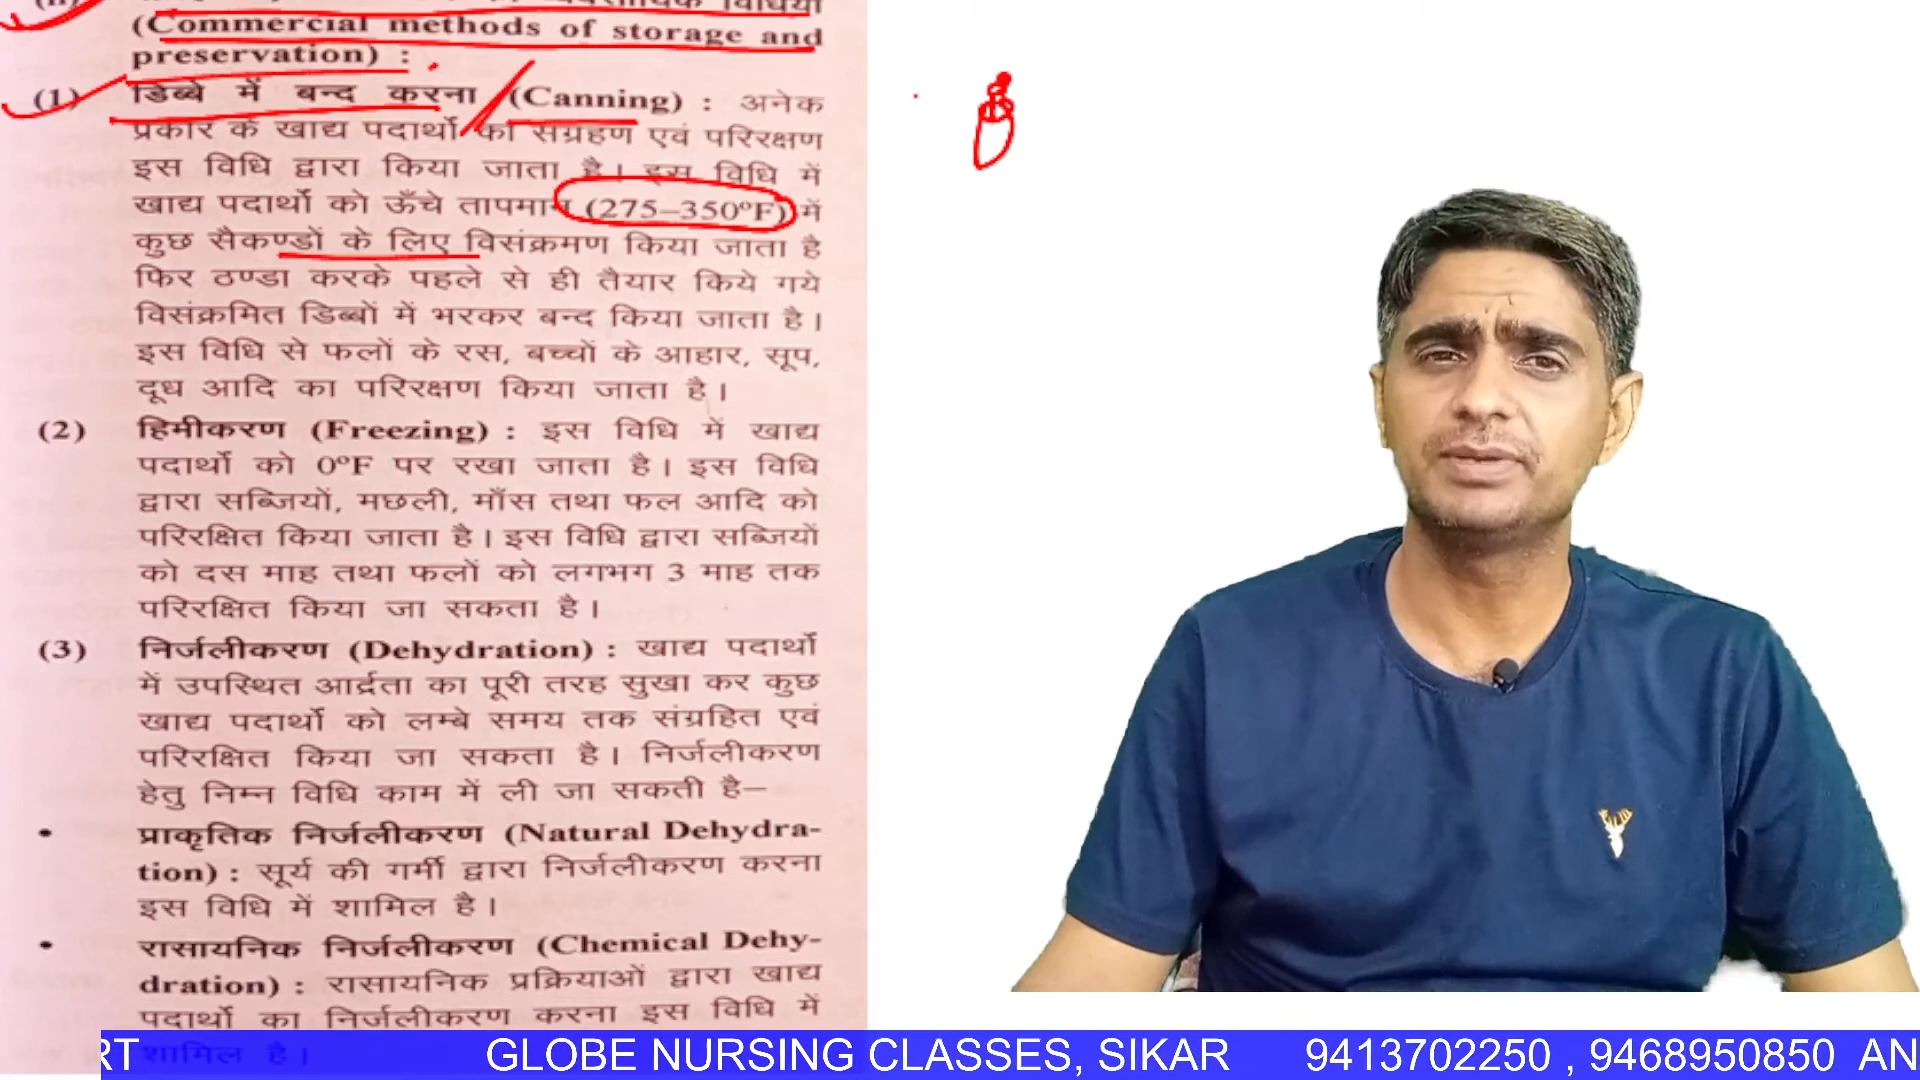 (Commercial methods of storage and
preservation) :
(1) डिब्बे में बन्द करना (Canning) : अनेक
प्रकार के खाद्य पदार्थों का संग्रहण एवं परिरक्षण
इस विधि द्वारा किया जाता है। इस विधि में
खाद्य पदार्थों को ऊँचे तापमान (275–350ºF) में
कुछ सैकण्डों के लिए विसंक्रमण किया जाता है
फिर ठण्डा करके पहले से ही तैयार किये गये
विसंक्रमित डिब्बों में भरकर बन्द किया जाता है।
इस विधि से फलों के रस, बच्चों के आहार, सूप,
दूध आदि का परिरक्षण किया जाता है।
(2) हिमीकरण (Freezing) : इस विधि में खाद्य
पदार्थों को 0ºF पर रखा जाता है। इस विधि
द्वारा सब्जियों, मछली, माँस तथा फल आदि को
परिरक्षित किया जाता है। इस विधि द्वारा सब्जियों
को दस माह तथा फलों को लगभग 3 माह तक
परिरक्षित किया जा सकता है।
(3) निर्जलीकरण (Dehydration) : खाद्य पदार्थों
में उपस्थित आर्द्रता का पूरी तरह सुखा कर कुछ
खाद्य पदार्थों को लम्बे समय तक संग्रहित एवं
परिरक्षित किया जा सकता है। निर्जलीकरण
हेतु निम्न विधि काम में ली जा सकती है–
• प्राकृतिक निर्जलीकरण (Natural Dehydra-
tion) : सूर्य की गर्मी द्वारा निर्जलीकरण करना
इस विधि में शामिल है।
• रासायनिक निर्जलीकरण (Chemical Dehy-
dration) : रासायनिक प्रक्रियाओं द्वारा खाद्य
पदार्थों का निर्जलीकरण करना इस विधि में
शामिल है।
RT GLOBE NURSING CLASSES, SIKAR 9413702250 , 9468950850 AN